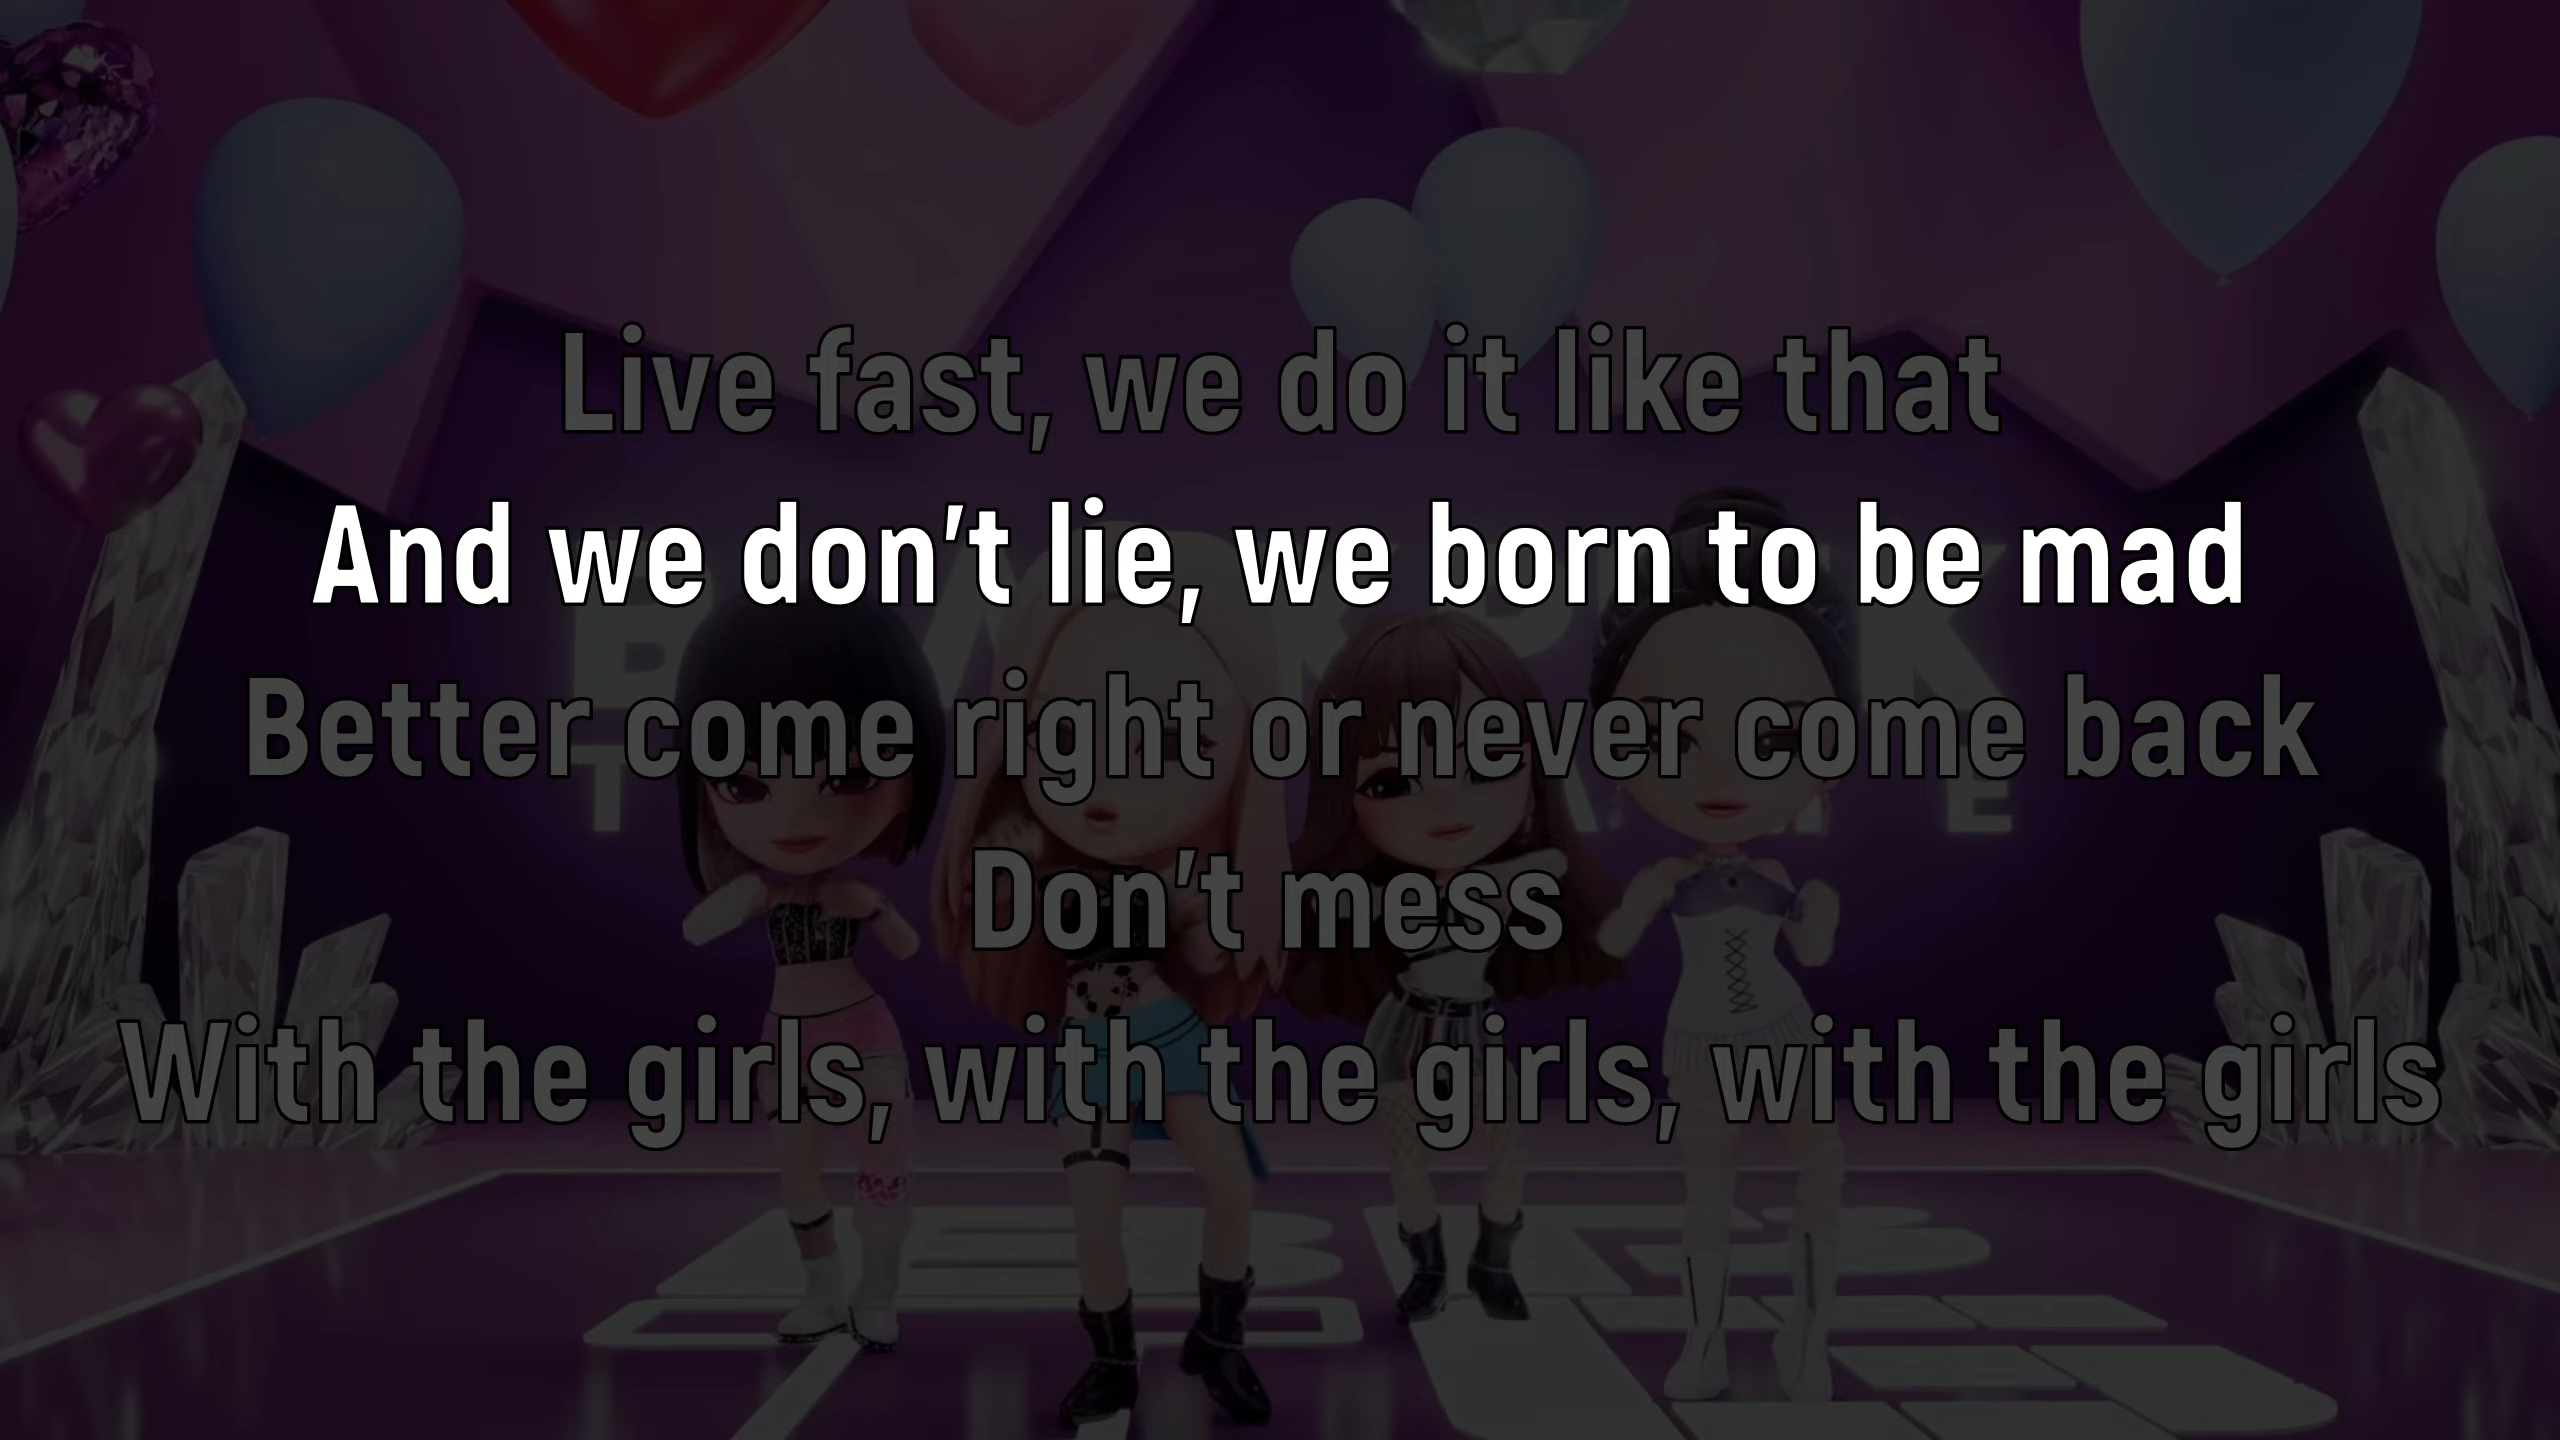 Live fast, we do it like that
And we don't lie, we born to be mad
Better come right or never come back
Don't mess
With the girls, with the girls, with the girls